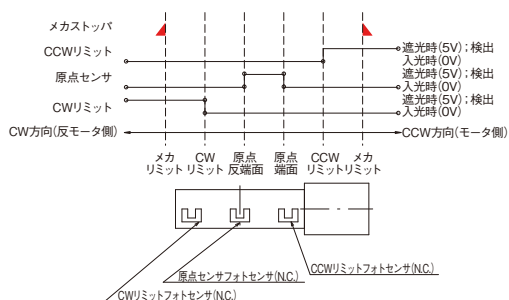 メカストッパ
CCWリミット
遮光時(5V);検出
入光時(0V)
原点センサ
遮光時(5V);検出
入光時(0V)
CWリミット
遮光時(5V);検出
入光時(0V)
CW方向(反モータ側)
CCW方向(モータ側)
メカ
リミット
CW
リミット
原点
反端面
原点
端面
CCW
リミット
メカ
リミット
CCWリミットフォトセンサ(N.C.)
原点センサフォトセンサ(N.C.)
CWリミットフォトセンサ(N.C.)